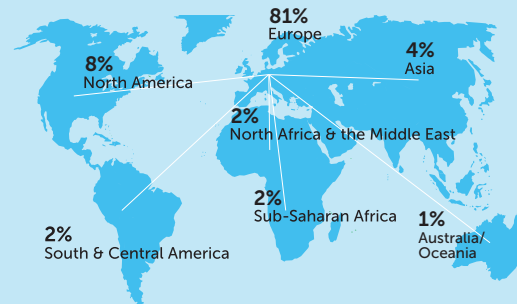 81%
Europe
8%
North America
4%
Asia
2%
North Africa & the Middle East
2%
Sub-Saharan Africa
2%
South & Central America
1%
Australia/
Oceania